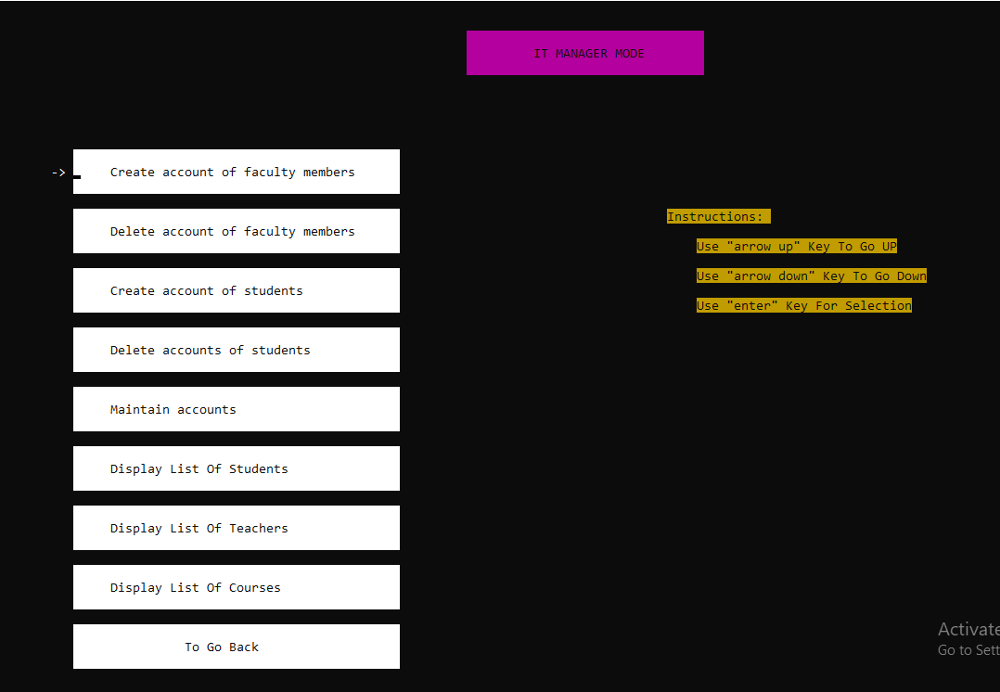 IT MANAGER MODE
-> Create account of faculty members
Delete account of faculty members
Create account of students
Delete accounts of students
Maintain accounts
Display List Of Students
Display List Of Teachers
Display List Of Courses
To Go Back
Instructions:
Use "arrow up" Key To Go UP
Use "arrow down" Key To Go Down
Use "enter" Key For Selection
Activate
Go to Sett